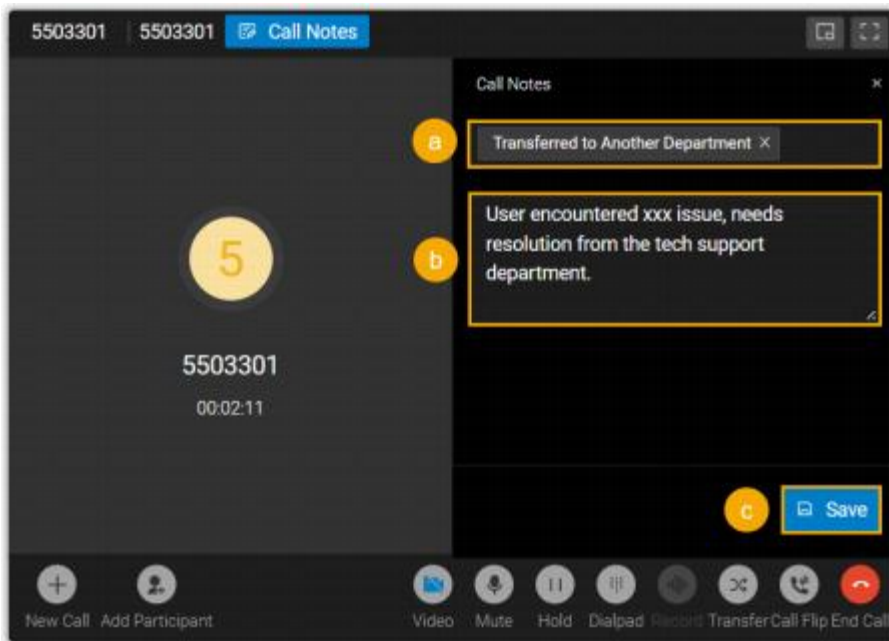 5503301 5503301 Call Notes
Call Notes ×
a
Transferred to Another Department ×
b
User encountered xxx issue, needs
resolution from the tech support
department.
5
5503301
00:02:11
c
Save
New Call Add Participant Video Mute Hold Dialpad Record Transfer Call Flip End Call